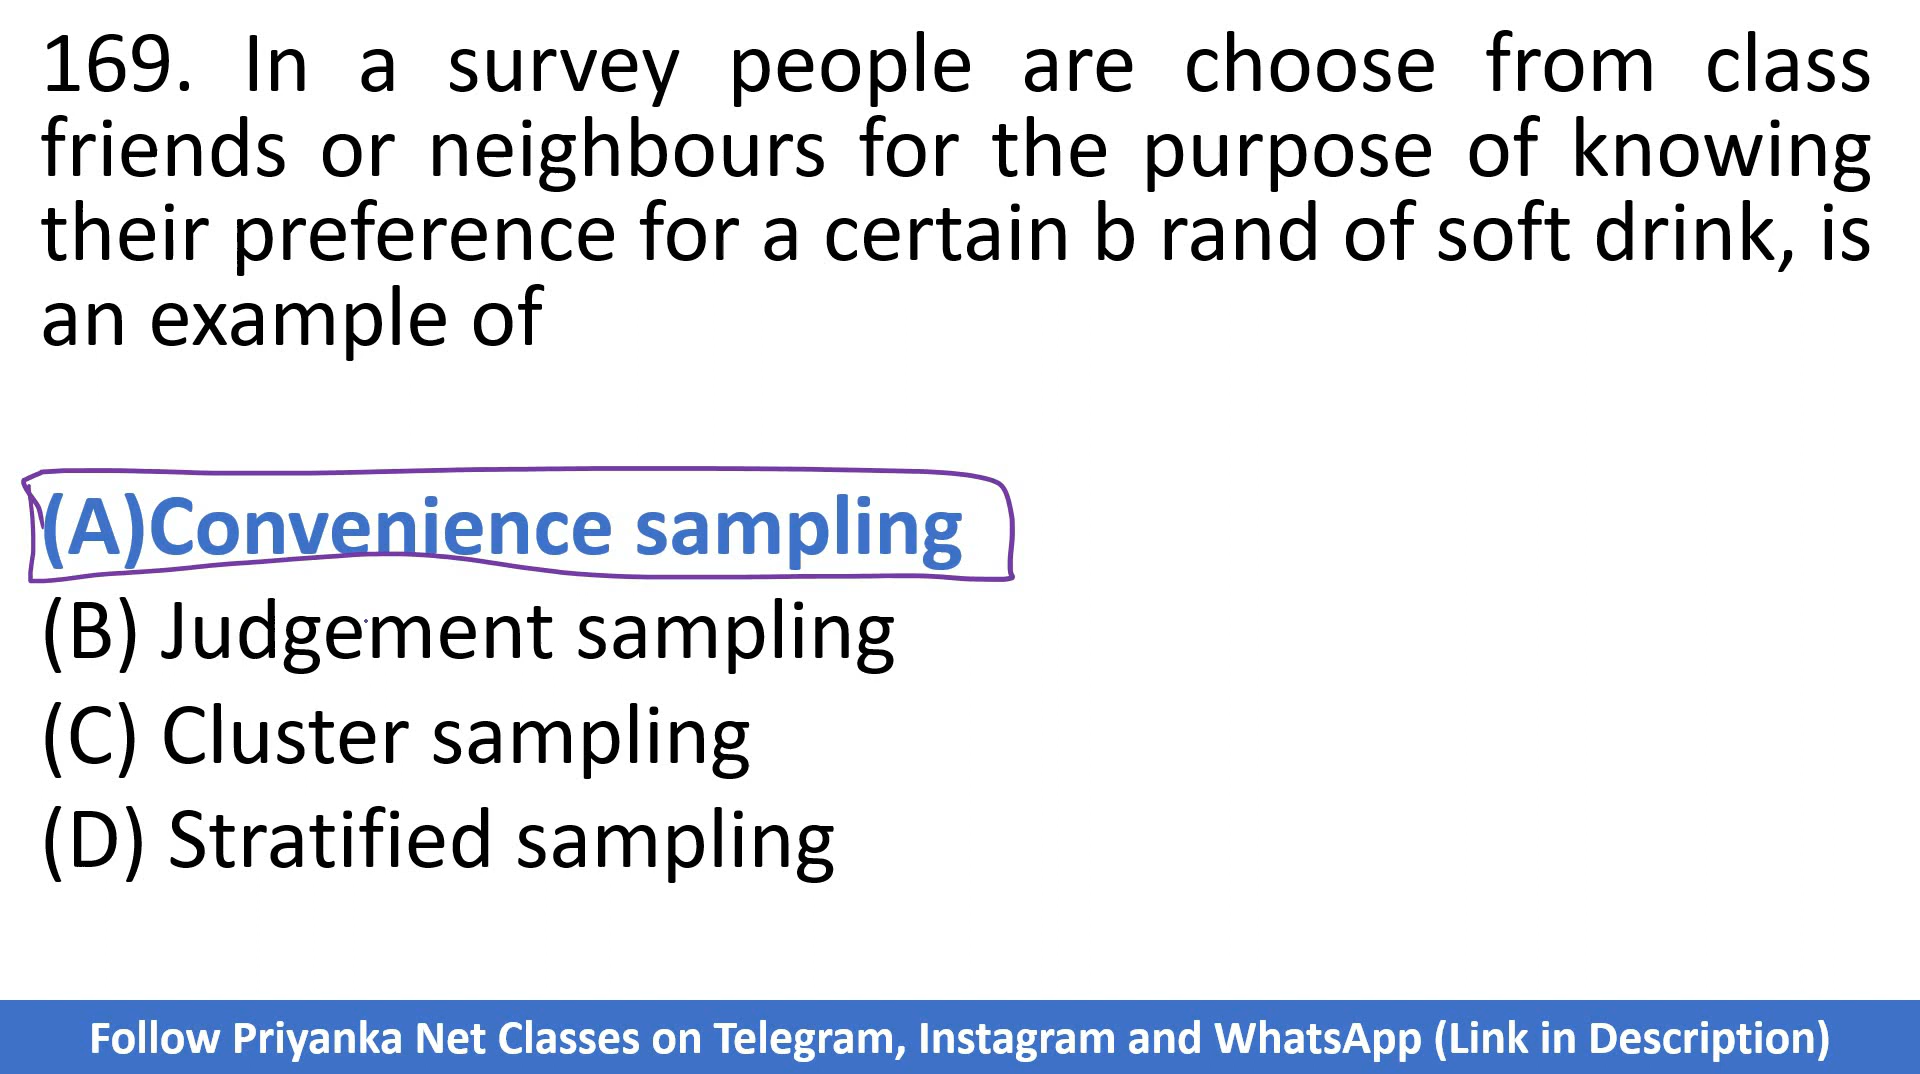 169. In a survey people are choose from class
friends or neighbours for the purpose of knowing
their preference for a certain b rand of soft drink, is
an example of
(A)Convenience sampling
(B) Judgement sampling
(C) Cluster sampling
(D) Stratified sampling
Follow Priyanka Net Classes on Telegram, Instagram and WhatsApp (Link in Description)